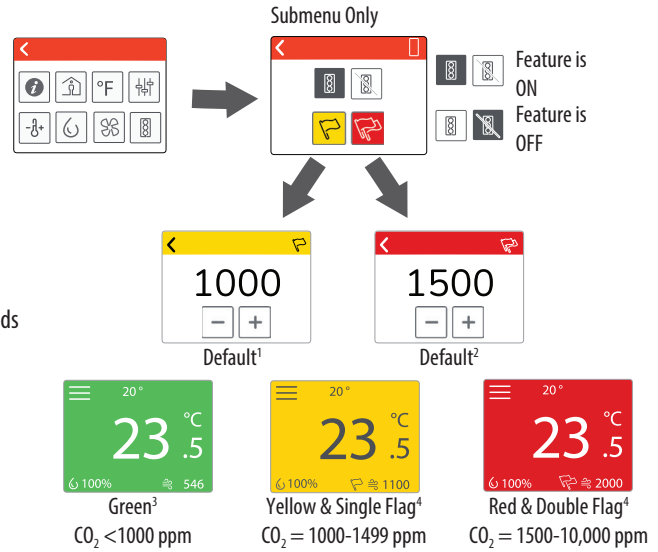 Submenu Only
°F
Feature is
ON
Feature is
OFF
1000
1500
ds
Default¹
Default²
20 °
23 .5 °C
100% 546
20 °
23 .5 °C
100% 1100
20 °
23 .5 °C
100% 2000
Green³
Yellow & Single Flag⁴
Red & Double Flag⁴
CO₂ <1000 ppm
CO₂ = 1000-1499 ppm
CO₂ = 1500-10,000 ppm